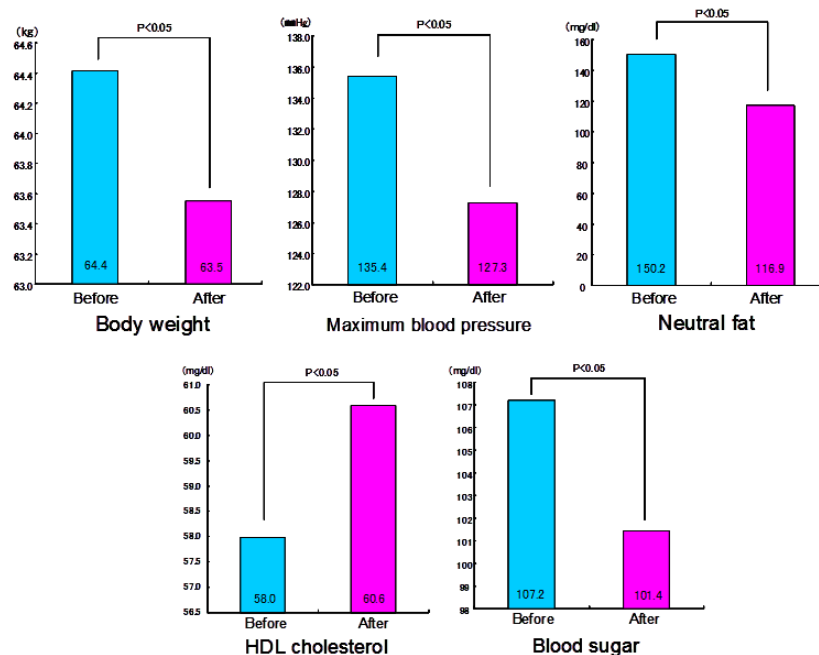 (kg)
P<0.05
64.6
64.4
64.2
64.0
63.8
63.6
63.4
63.2
63.0
64.4
63.5
Before
After
Body weight
P<0.05
138.0
136.0
134.0
132.0
130.0
128.0
126.0
124.0
122.0
135.4
127.3
Before
After
Maximum blood pressure
(mg/dl)
P<0.05
160
140
120
100
80
60
40
20
0
150.2
116.9
Before
After
Neutral fat
(mg/dl)
P<0.05
61.0
60.5
60.0
59.5
59.0
58.5
58.0
57.5
57.0
56.5
58.0
60.6
Before
After
HDL cholesterol
(mg/dl)
P<0.05
108
107
106
105
104
103
102
101
100
99
98
107.2
101.4
Before
After
Blood sugar